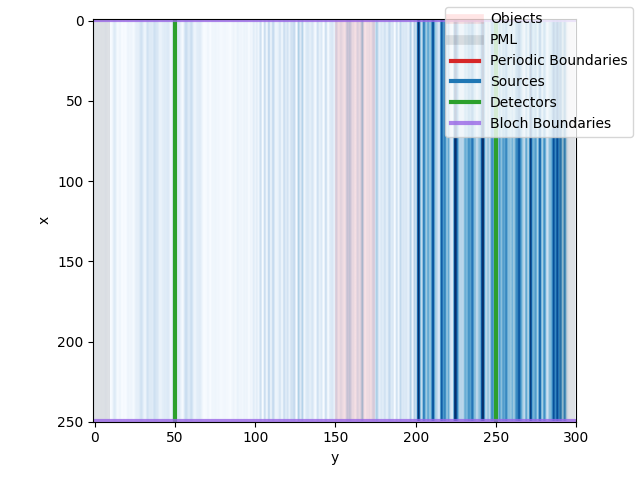 Objects
PML
Periodic Boundaries
Sources
Detectors
Bloch Boundaries
0
50
100
150
200
250
x
0
50
100
150
200
250
300
y